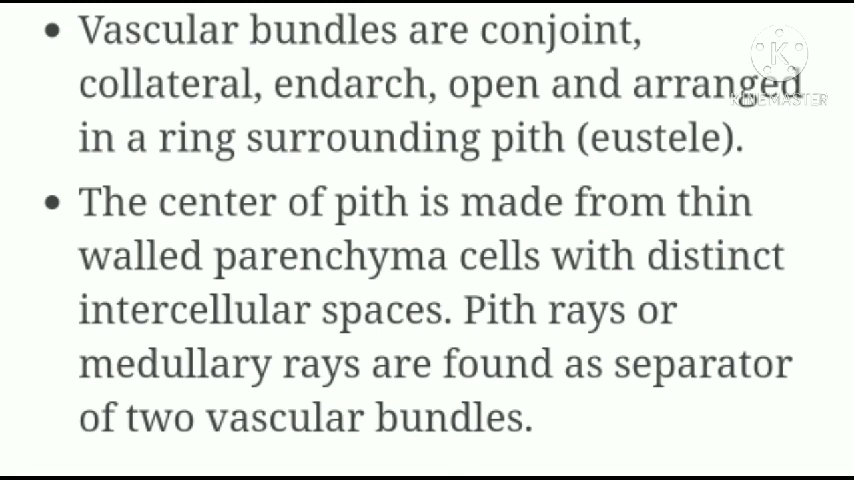 • Vascular bundles are conjoint,
collateral, endarch, open and arranged
in a ring surrounding pith (eustele).
• The center of pith is made from thin
walled parenchyma cells with distinct
intercellular spaces. Pith rays or
medullary rays are found as separator
of two vascular bundles.
K
KINEMASTER